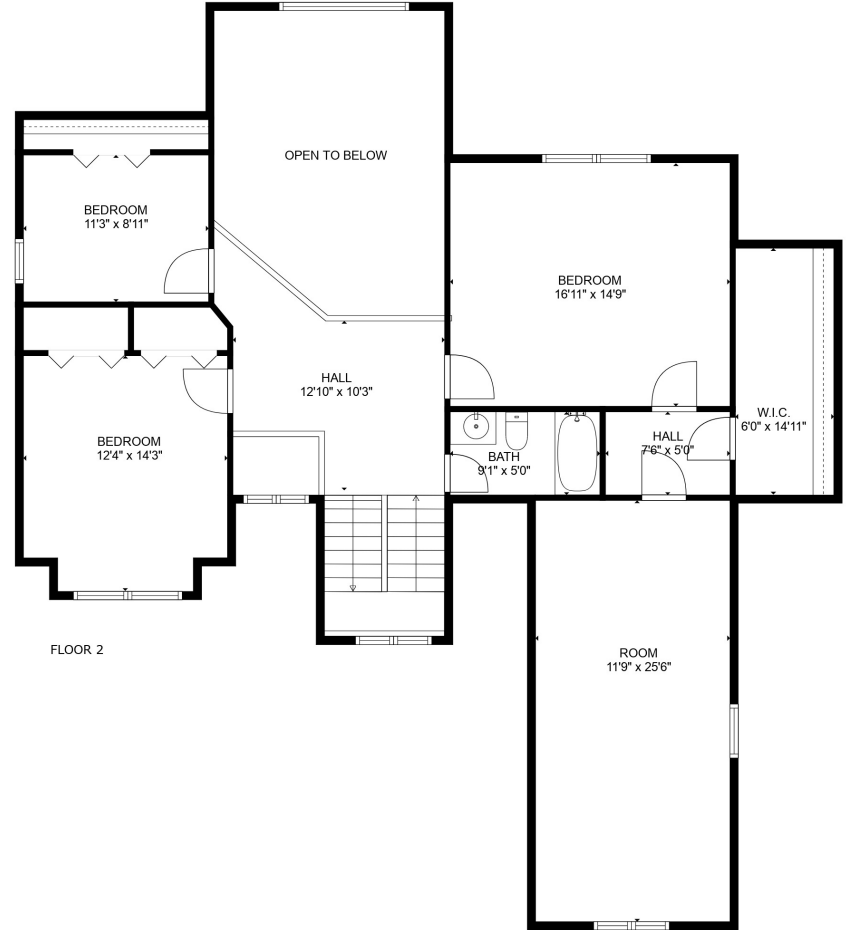 OPEN TO BELOW
BEDROOM
11'3" x 8'11"
BEDROOM
16'11" x 14'9"
HALL
12'10" x 10'3"
W.I.C.
6'0" x 14'11"
BEDROOM
12'4" x 14'3"
HALL
7'6" x 5'0"
BATH
9'1" x 5'0"
FLOOR 2
ROOM
11'9" x 25'6"